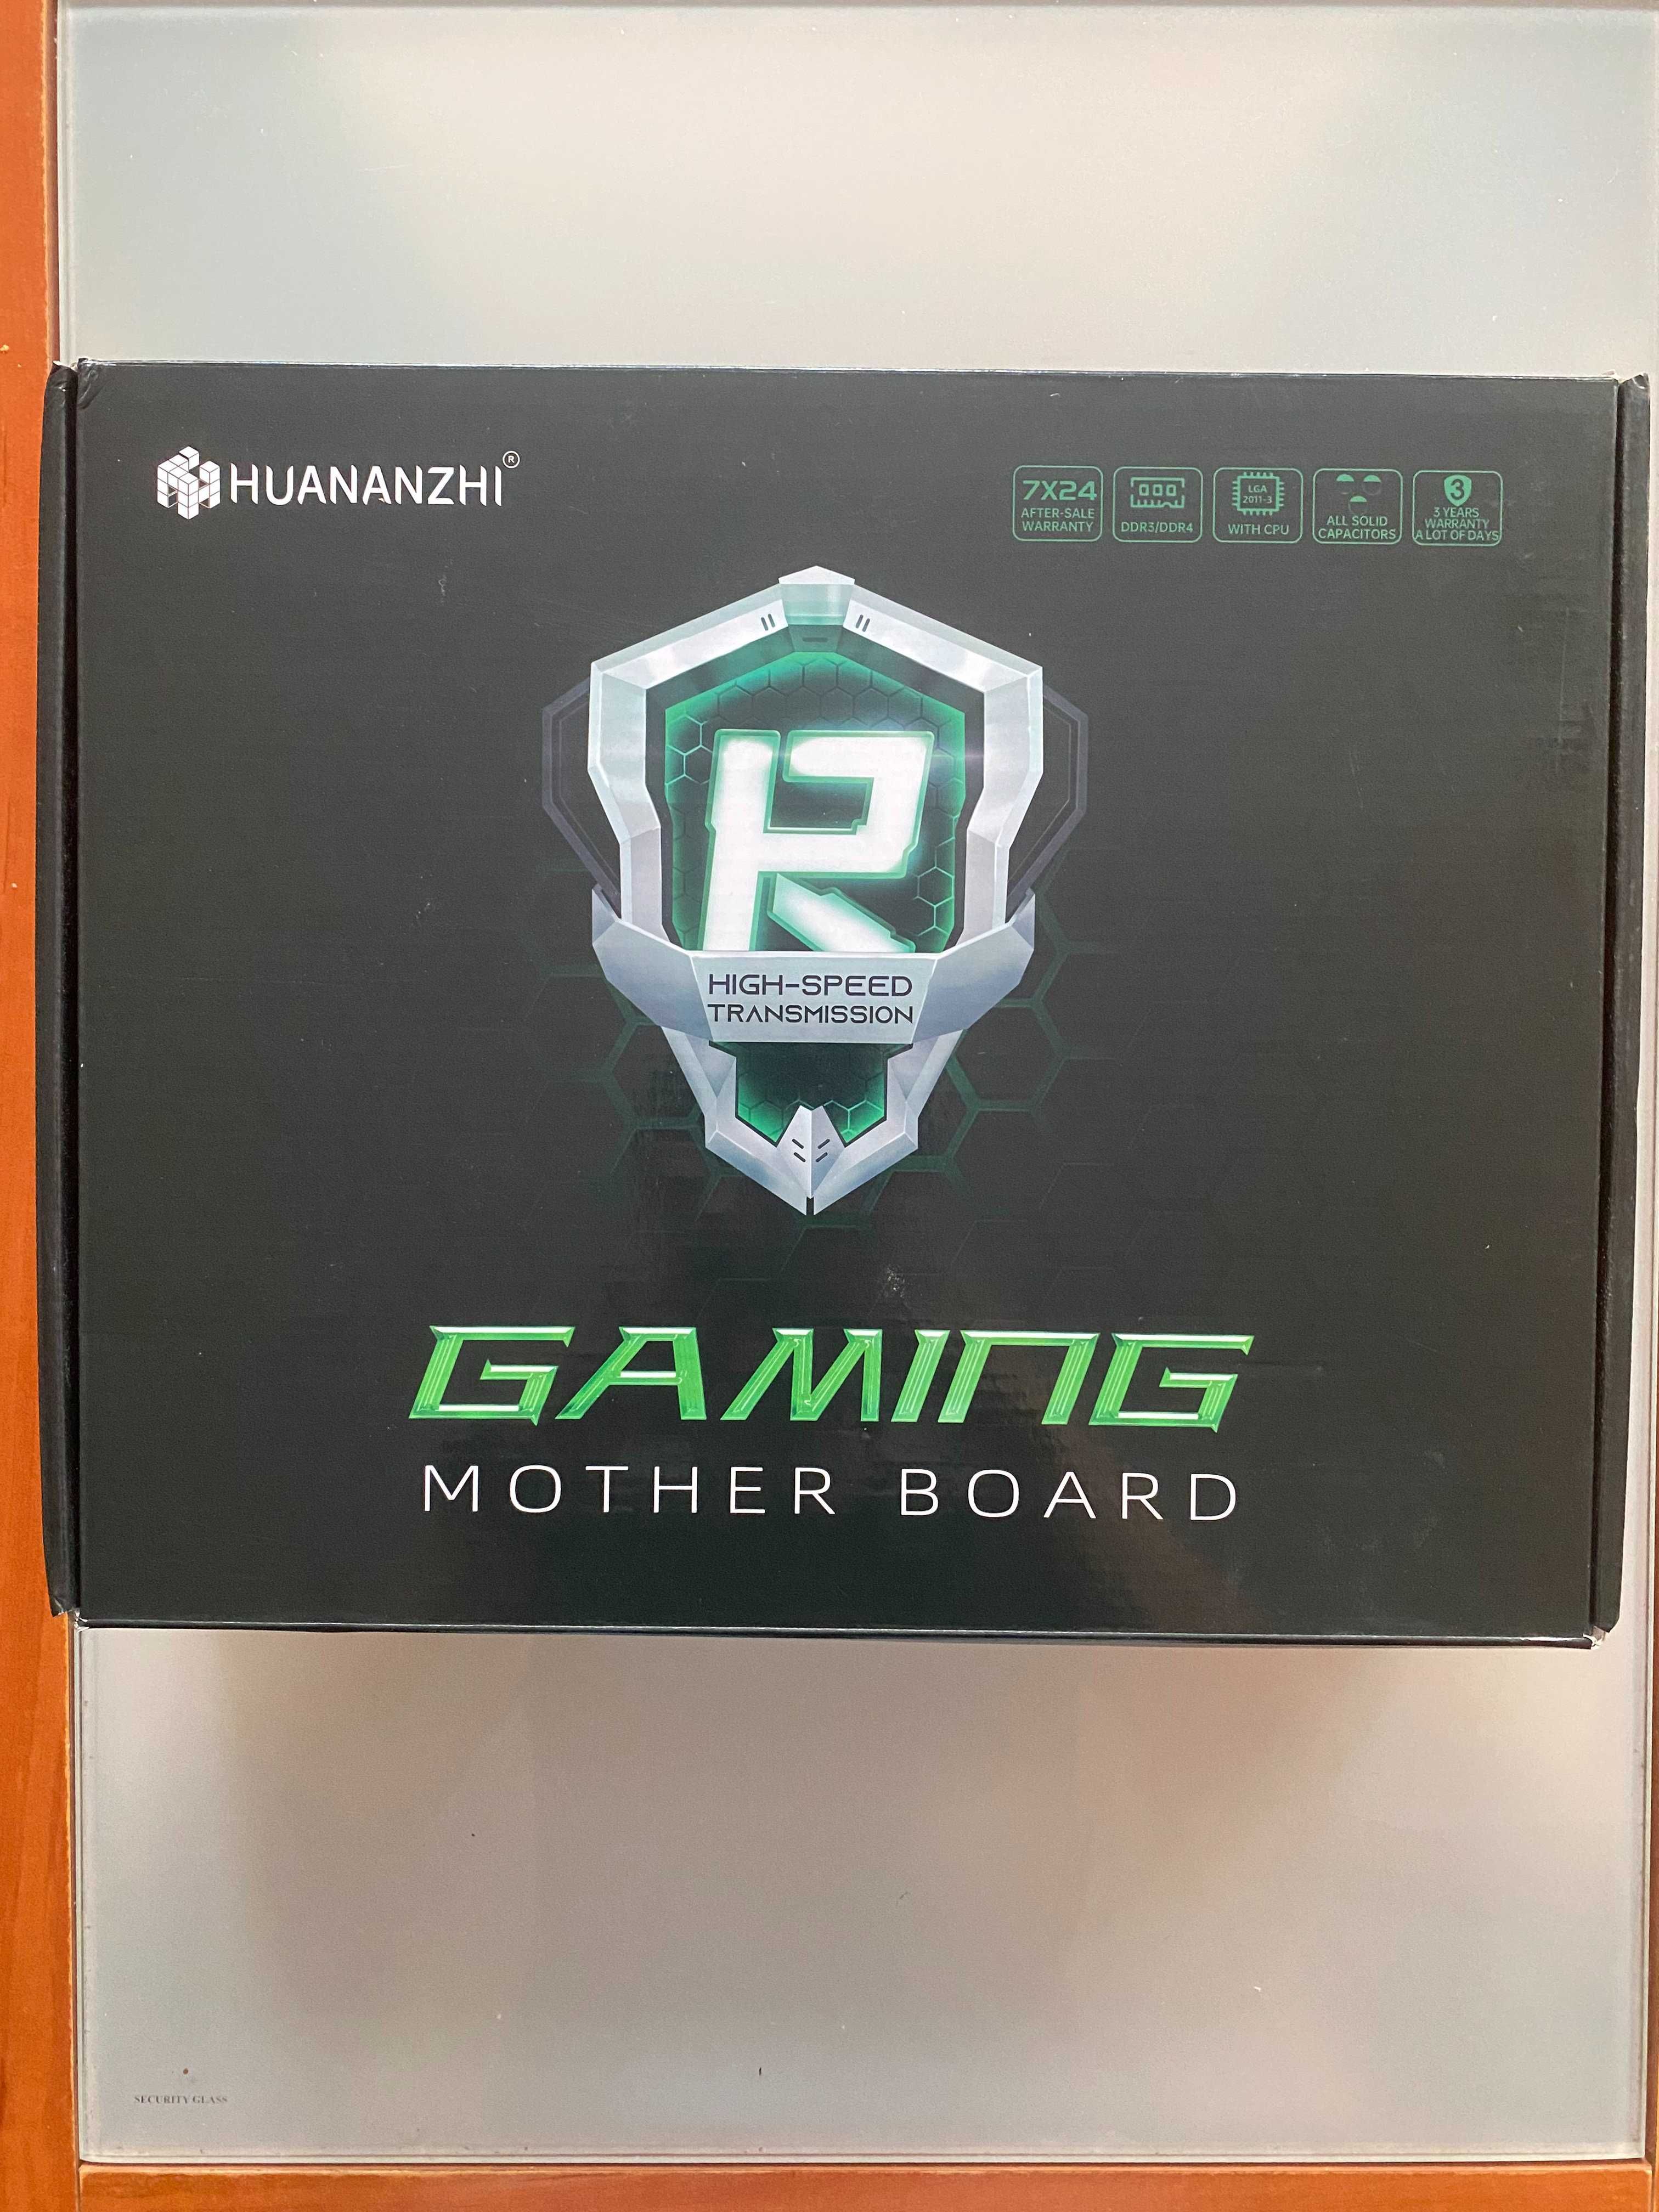 HUANANZHI®
7X24
AFTER-SALE
WARRANTY
DDR3/DDR4
LGA
2011-3
WITH CPU
ALL SOLID
CAPACITORS
3
3 YEARS
WARRANTY
A LOT OF DAYS
R
HIGH-SPEED
TRANSMISSION
GAMING
MOTHER BOARD
SECURITY GLASS